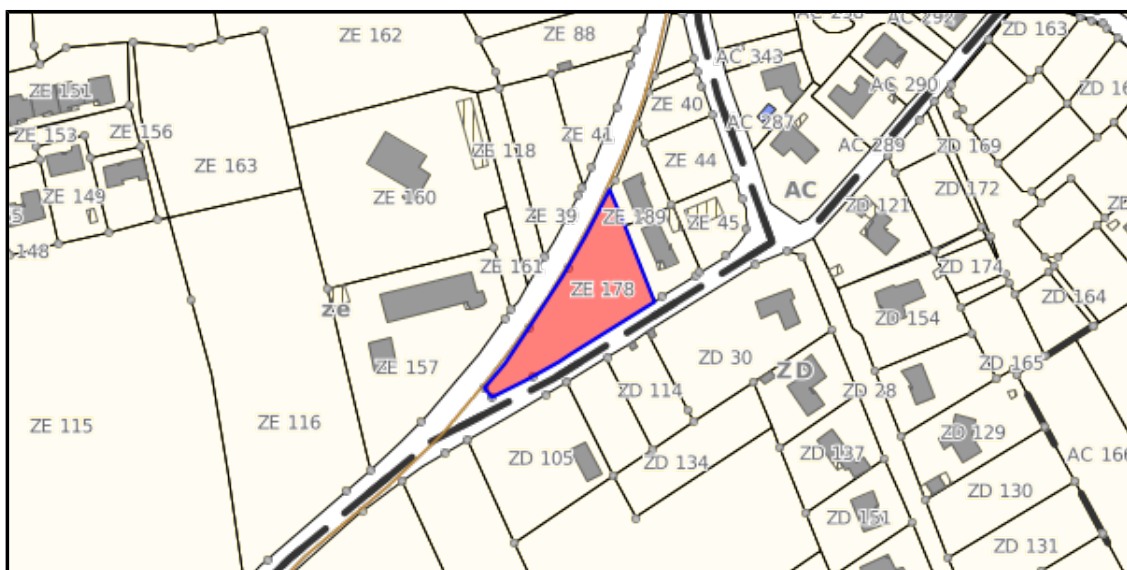 AC 292
ZD 163
ZE 162
ZE 88
AC 343
ZE 151
AC 290
ZE 40
AC 287
ZE 153
ZE 156
ZE 41
ZE 118
AC 289
ZD 169
ZE 163
ZE 44
ZE 160
AC
ZD 172
ZE 149
ZD 121
ZE 39
ZE 189
ZE 45
148
ZE 161
ZD 174
ZE 178
ZD 164
ze
ZD 154
ZD 30
ZD 165
ZE 157
ZD
ZD 114
ZD 28
ZE 115
ZE 116
ZD 129
ZD 137
AC 166
ZD 105
ZD 134
ZD 130
ZD 151
ZD 131